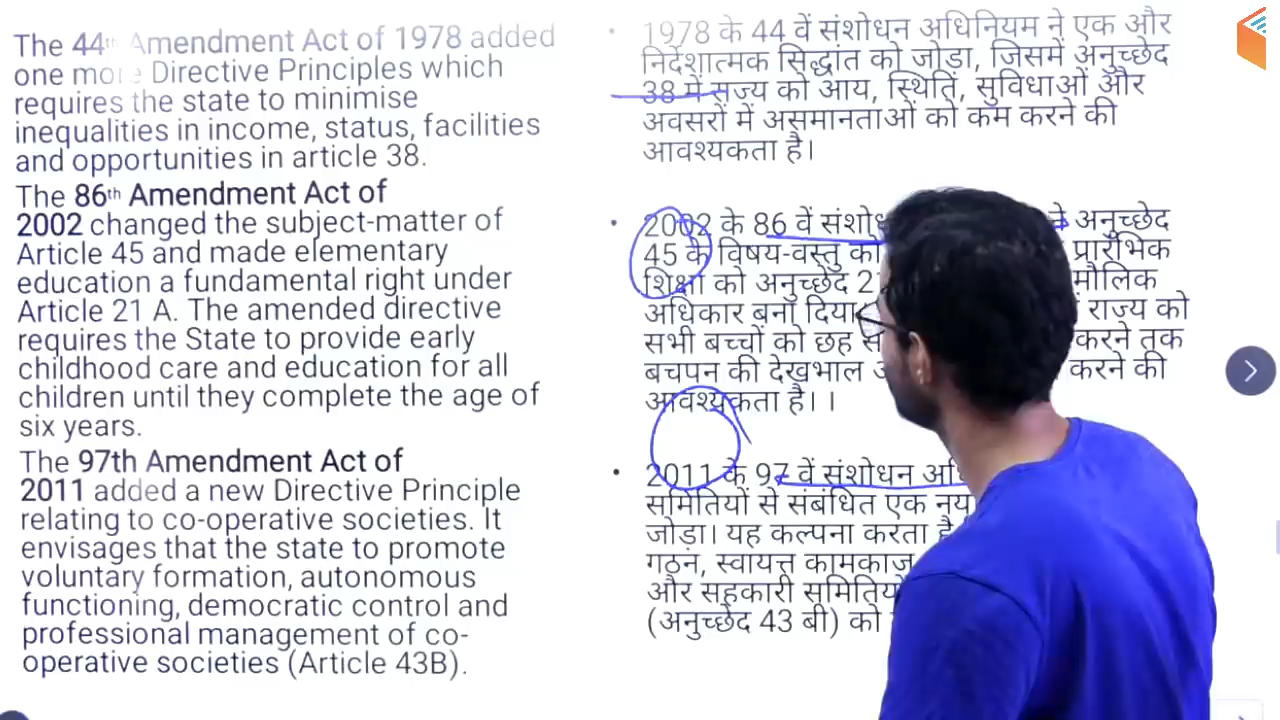 The 44th Amendment Act of 1978 added
one more Directive Principles which
requires the state to minimise
inequalities in income, status, facilities
and opportunities in article 38.
The 86th Amendment Act of
2002 changed the subject-matter of
Article 45 and made elementary
education a fundamental right under
Article 21 A. The amended directive
requires the State to provide early
childhood care and education for all
children until they complete the age of
six years.
The 97th Amendment Act of
2011 added a new Directive Principle
relating to co-operative societies. It
envisages that the state to promote
voluntary formation, autonomous
functioning, democratic control and
professional management of co-
operative societies (Article 43B).
• 1978 के 44 वें संशोधन अधिनियम ने एक और
निर्देशात्मक सिद्धांत को जोड़ा, जिसमें अनुच्छेद
38 में राज्य को आय, स्थिति, सुविधाओं और
अवसरों में असमानताओं को कम करने की
आवश्यकता है।
• 2002 के 86 वें अनुच्छेद
45 के विषय-वस्तु को प्रारंभिक
शिक्षा को अनुच्छेद मौलिक
अधिकार बना दिया राज्य को
सभी बच्चों को छह करने तक
बचपन की देखभाल करने की
आवश्यकता है। ।
• 2011 के 97 वें संशोधन
समितियों से संबंधित एक
जोड़ा। यह कल्पना करता है
गठन, स्वायत्त कामकाज
और सहकारी
(अनुच्छेद 43 बी) को